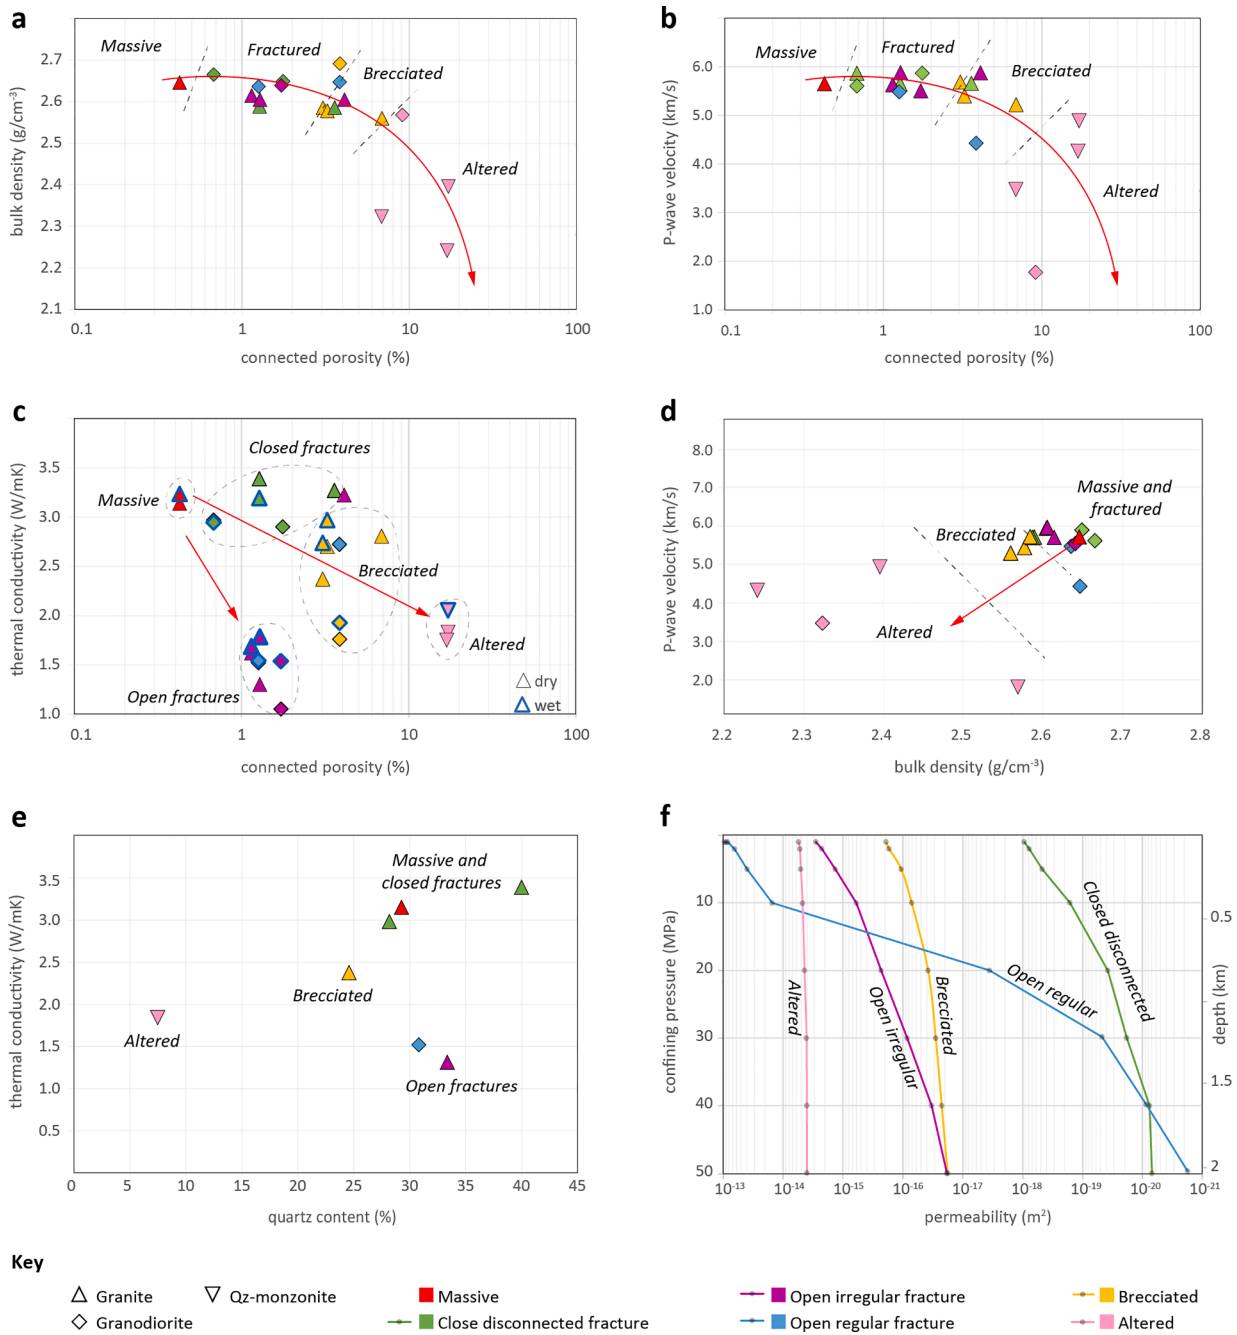 a
bulk density (g/cm-3)
2.7
2.6
2.5
2.4
2.3
2.2
2.1
Massive
Fractured
Brecciated
Altered
0.1
1
10
100
connected porosity (%)
b
P-wave velocity (km/s)
6.0
5.0
4.0
3.0
2.0
1.0
Massive
Fractured
Brecciated
Altered
0.1
1
10
100
connected porosity (%)
c
thermal conductivity (W/mK)
3.5
3.0
2.5
2.0
1.5
1.0
Closed fractures
Massive
Brecciated
Altered
Open fractures
dry
wet
0.1
1
10
100
connected porosity (%)
d
P-wave velocity (km/s)
8.0
7.0
6.0
5.0
4.0
3.0
2.0
Massive and
fractured
Brecciated
Altered
2.2
2.3
2.4
2.5
2.6
2.7
2.8
bulk density (g/cm-3)
e
thermal conductivity (W/mK)
3.5
3.0
2.5
2.0
1.5
1.0
0.5
Massive and
closed fractures
Brecciated
Altered
Open fractures
0
5
10
15
20
25
30
35
40
45
quartz content (%)
f
confining pressure (MPa)
10
20
30
40
50
Altered
Open irregular
Brecciated
Open regular
Closed disconnected
0.5
1
1.5
2
depth (km)
10-13
10-14
10-15
10-16
10-17
10-18
10-19
10-20
10-21
permeability (m2)
Key
Granite
Qz-monzonite
Massive
Open irregular fracture
Brecciated
Granodiorite
Close disconnected fracture
Open regular fracture
Altered